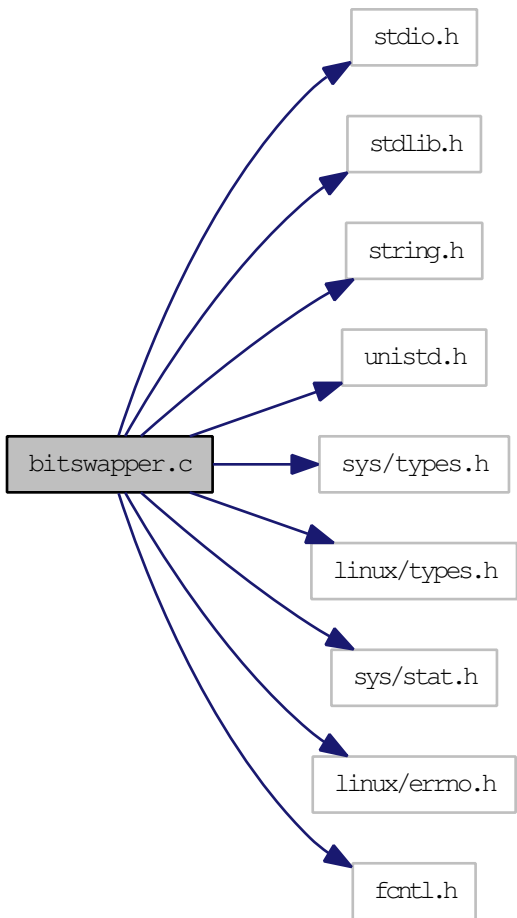 stdio.h
stdlib.h
string.h
unistd.h
bitswapper.c
sys/types.h
linux/types.h
sys/stat.h
linux/errno.h
fcntl.h